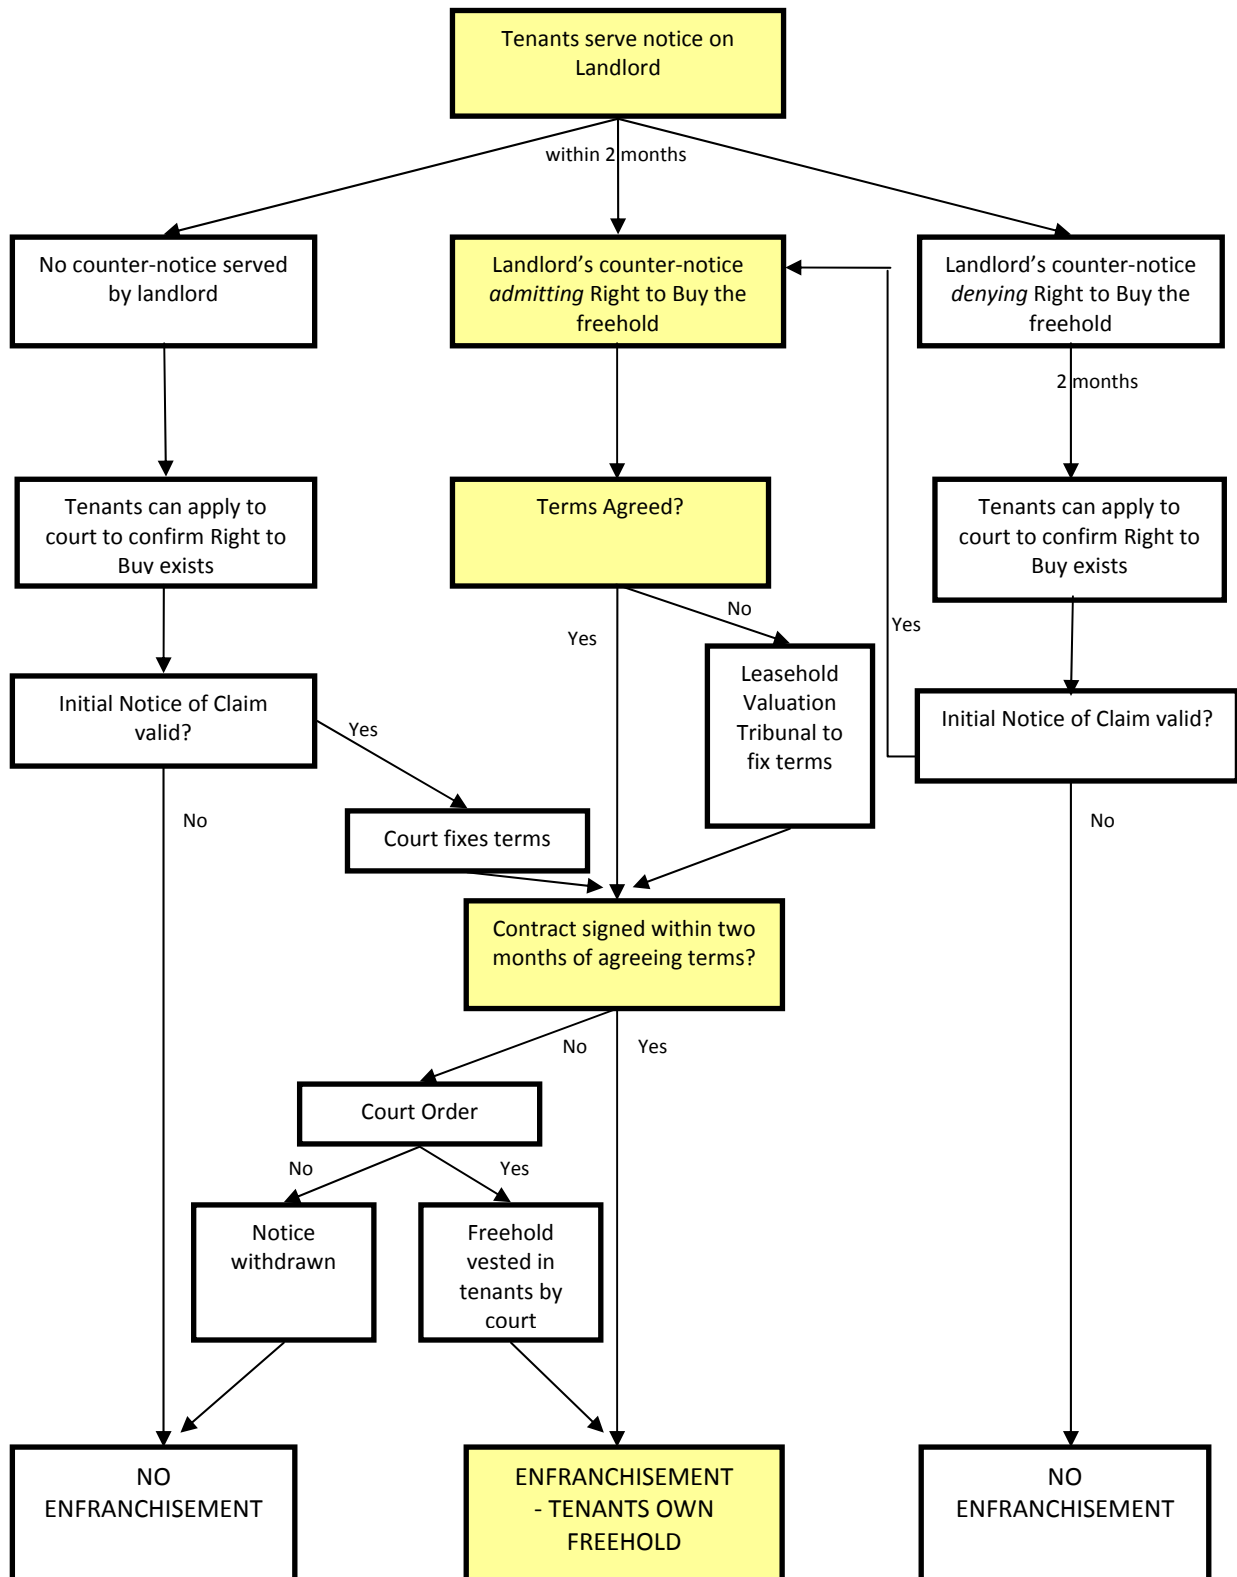 Tenants serve notice on
Landlord
within 2 months
No counter-notice served
by landlord
Landlord's counter-notice
admitting Right to Buy the
freehold
Landlord's counter-notice
denying Right to Buy the
freehold
2 months
Tenants can apply to
court to confirm Right to
Buy exists
Terms Agreed?
Tenants can apply to
court to confirm Right to
Buy exists
No
Yes
Yes
Initial Notice of Claim
valid?
Yes
Leasehold
Valuation
Tribunal to
fix terms
Initial Notice of Claim valid?
No
Court fixes terms
No
Contract signed within two
months of agreeing terms?
No
Yes
Court Order
No
Yes
Notice
withdrawn
Freehold
vested in
tenants by
court
NO
ENFRANCHISEMENT
ENFRANCHISEMENT
- TENANTS OWN
FREEHOLD
NO
ENFRANCHISEMENT